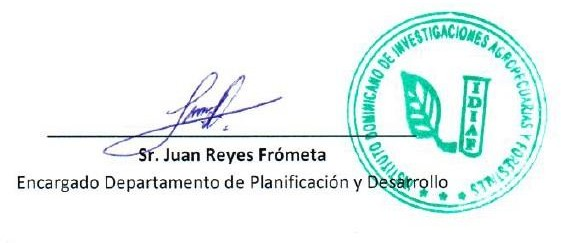 INSTITUTO DOMINICANO DE INVESTIGACIONES AGROPECUARIAS Y FORESTALES
IDIAF
Sr. Juan Reyes Frómeta
Encargado Departamento de Planificación y Desarrollo